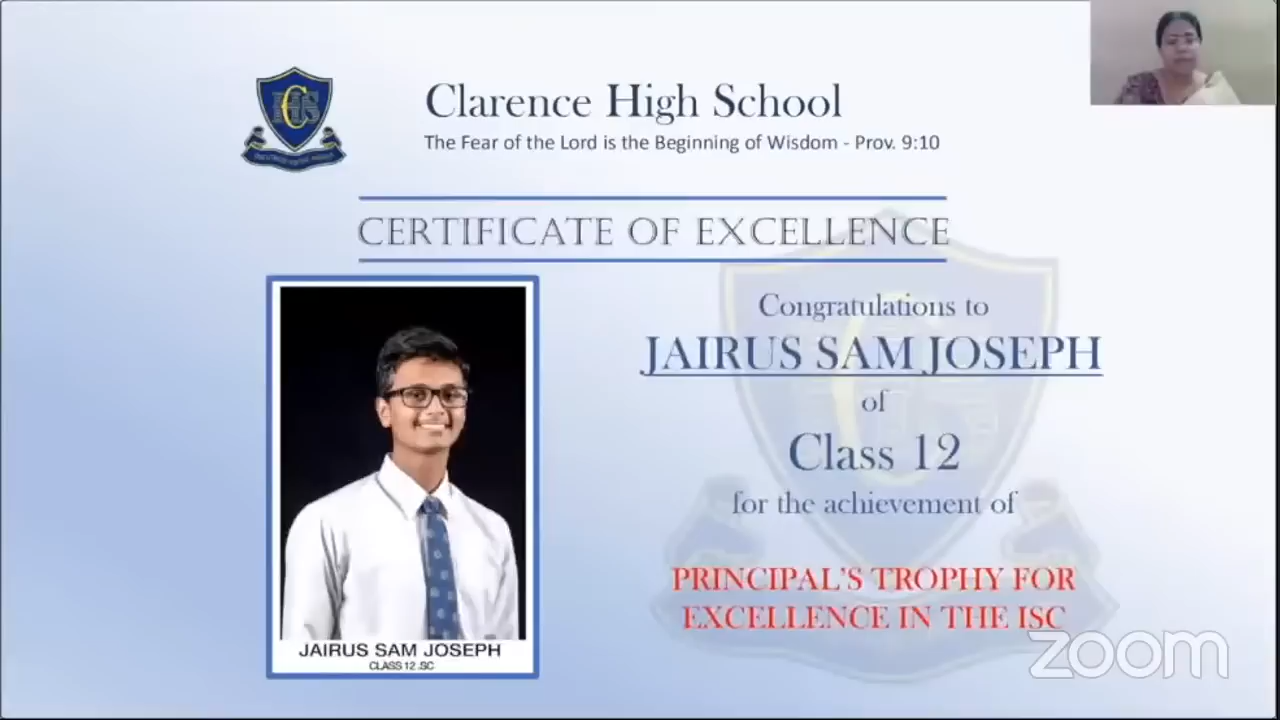 Clarence High School
The Fear of the Lord is the Beginning of Wisdom - Prov. 9:10
CERTIFICATE OF EXCELLENCE
Congratulations to
JAIRUS SAM JOSEPH
of
Class 12
for the achievement of
PRINCIPAL'S TROPHY FOR
EXCELLENCE IN THE ISC
JAIRUS SAM JOSEPH
CLASS 12 .SC
zoom